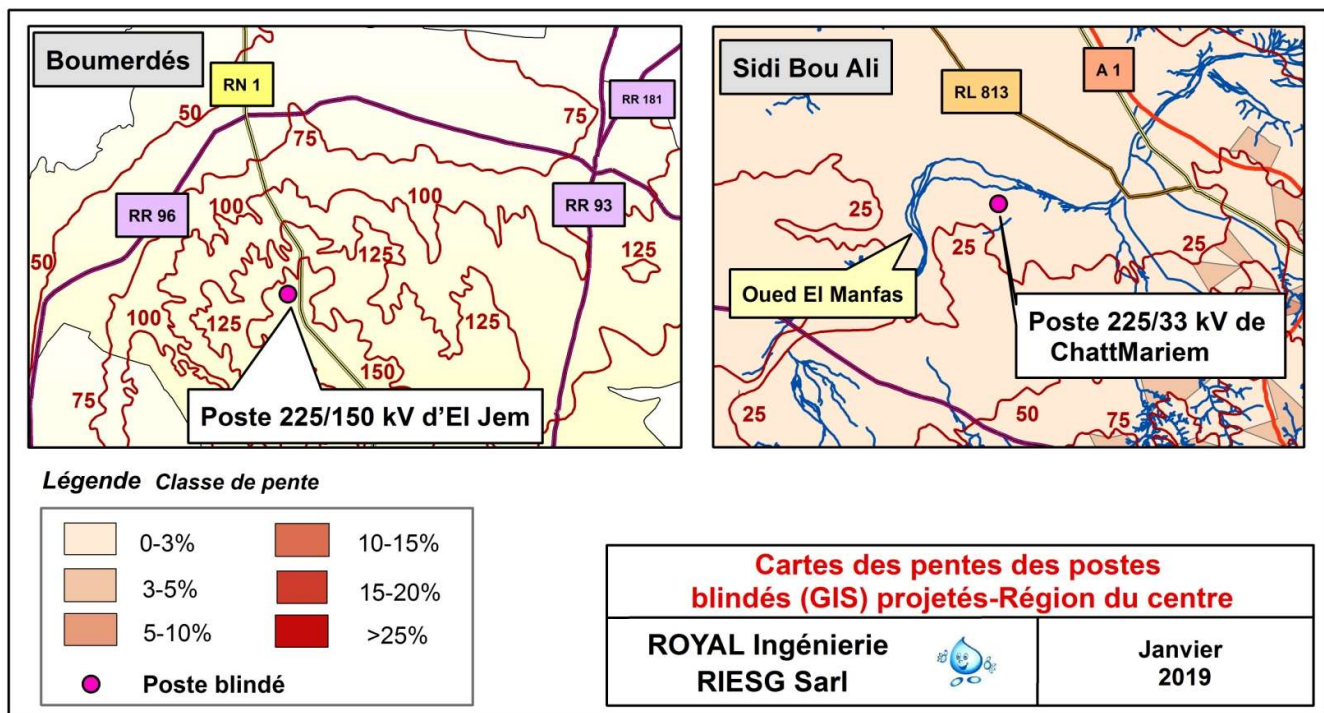 Boumerdés
RN 1
RR 181
50
75
75
RR 96
100
100
RR 93
125
125
50
100
125
125
150
75
Poste 225/150 kV d'El Jem
Sidi Bou Ali
RL 813
A 1
25
25
25
Oued El Manfas
Poste 225/33 kV de
ChattMariem
25
50
75
Légende Classe de pente
0-3%
10-15%
3-5%
15-20%
5-10%
>25%
Poste blindé
Cartes des pentes des postes
blindés (GIS) projetés-Région du centre
ROYAL Ingénierie
RIESG Sarl
Janvier
2019